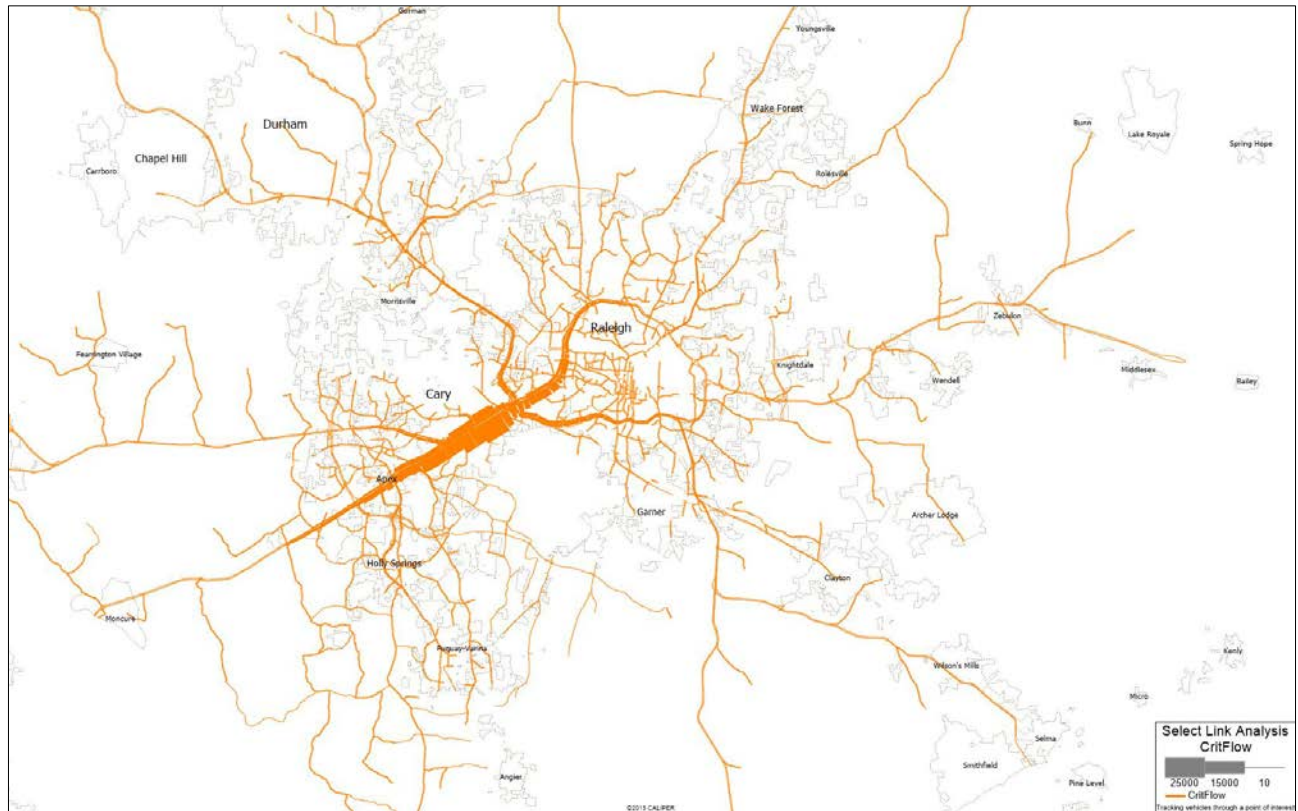 Gorman
Youngsville
Wake Forest
Durham
Bunn
Lake Royale
Spring Hope
Chapel Hill
Carrboro
Rolesville
Morrisville
Zebulon
Raleigh
Fearrington Village
Knightdale
Middlesex
Bailey
Wendell
Cary
Apex
Garner
Archer Lodge
Holly Springs
Clayton
Moncure
Fuquay-Varina
Kenly
Wilson's Mills
Micro
Selma
Smithfield
Angier
Pine Level
Select Link Analysis
CritFlow
25000 15000 10
CritFlow
Tracking vehicles through a point of interest
©2015 CALIPER